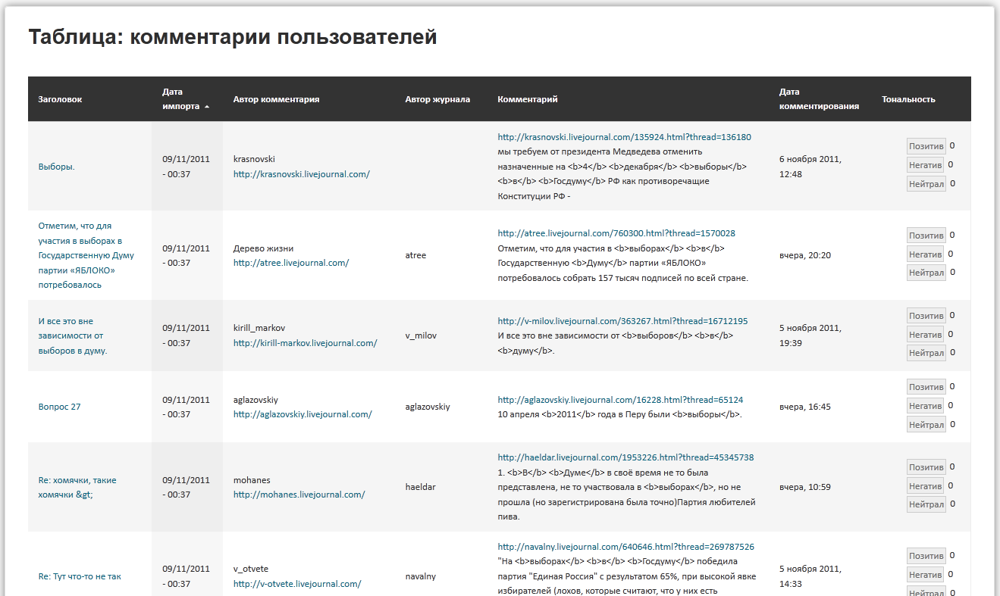 Таблица: комментарии пользователей
Заголовок
Дата
импорта
Автор комментария
Автор журнала
Комментарий
Дата
комментирования
Тональность
Выборы.
09/11/2011
- 00:37
krasnovski
http://krasnovski.livejournal.com/
http://krasnovski.livejournal.com/135924.html?thread=136180
мы требуем от президента Медведева отменить
назначенные на <b>4</b> <b>декабря</b> <b>выборы</b>
<b>в</b> <b>Госдуму</b> РФ как противоречащие
Конституции РФ -
6 ноября 2011,
12:48
Позитив 0
Негатив 0
Нейтрал 0
Отметим, что для
участия в выборах в
Государственную Думу
партии «ЯБЛОКО»
потребовалось
09/11/2011
- 00:37
Дерево жизни
http://atree.livejournal.com/
atree
http://atree.livejournal.com/760300.html?thread=1570028
Отметим, что для участия в <b>выборах</b> <b>в</b>
Государственную <b>Думу</b> партии «ЯБЛОКО»
потребовалось собрать 157 тысяч подписей по всей стране.
вчера, 20:20
Позитив 0
Негатив 0
Нейтрал 0
И все это вне
зависимости от
выборов в думу.
09/11/2011
- 00:37
kirill_markov
http://kirill-markov.livejournal.com/
v_milov
http://v-milov.livejournal.com/363267.html?thread=16712195
И все это вне зависимости от <b>выборов</b> <b>в</b>
<b>думу</b>.
5 ноября 2011,
19:39
Позитив 0
Негатив 0
Нейтрал 0
Вопрос 27
09/11/2011
- 00:37
aglazovskiy
http://aglazovskiy.livejournal.com/
aglazovskiy
http://aglazovskiy.livejournal.com/16228.html?thread=65124
10 апреля <b>2011</b> года в Перу были <b>выборы</b>.
вчера, 16:45
Позитив 0
Негатив 0
Нейтрал 0
Re: хомячки, такие
хомячки &gt;
09/11/2011
- 00:37
mohanes
http://mohanes.livejournal.com/
haeldar
http://haeldar.livejournal.com/1953226.html?thread=45345738
1. <b>В</b> <b>Думе</b> в своё время не то была
представлена, не то участвовала в <b>выборах</b>, но не
прошла (но зарегистрирована была точно)Партия любителей
пива.
вчера, 10:59
Позитив 0
Негатив 0
Нейтрал 0
Re: Тут что-то не так
09/11/2011
- 00:37
v_otvete
http://v-otvete.livejournal.com/
navalny
http://navalny.livejournal.com/640646.html?thread=269787526
"На <b>выборах</b> <b>в</b> <b>Госдуму</b> победила
партия "Единая Россия" с результатом 65%, при высокой явке
избирателей (лохов, которые считают, что у них есть
5 ноября 2011,
14:33
Позитив 0
Негатив 0
Нейтрал 0